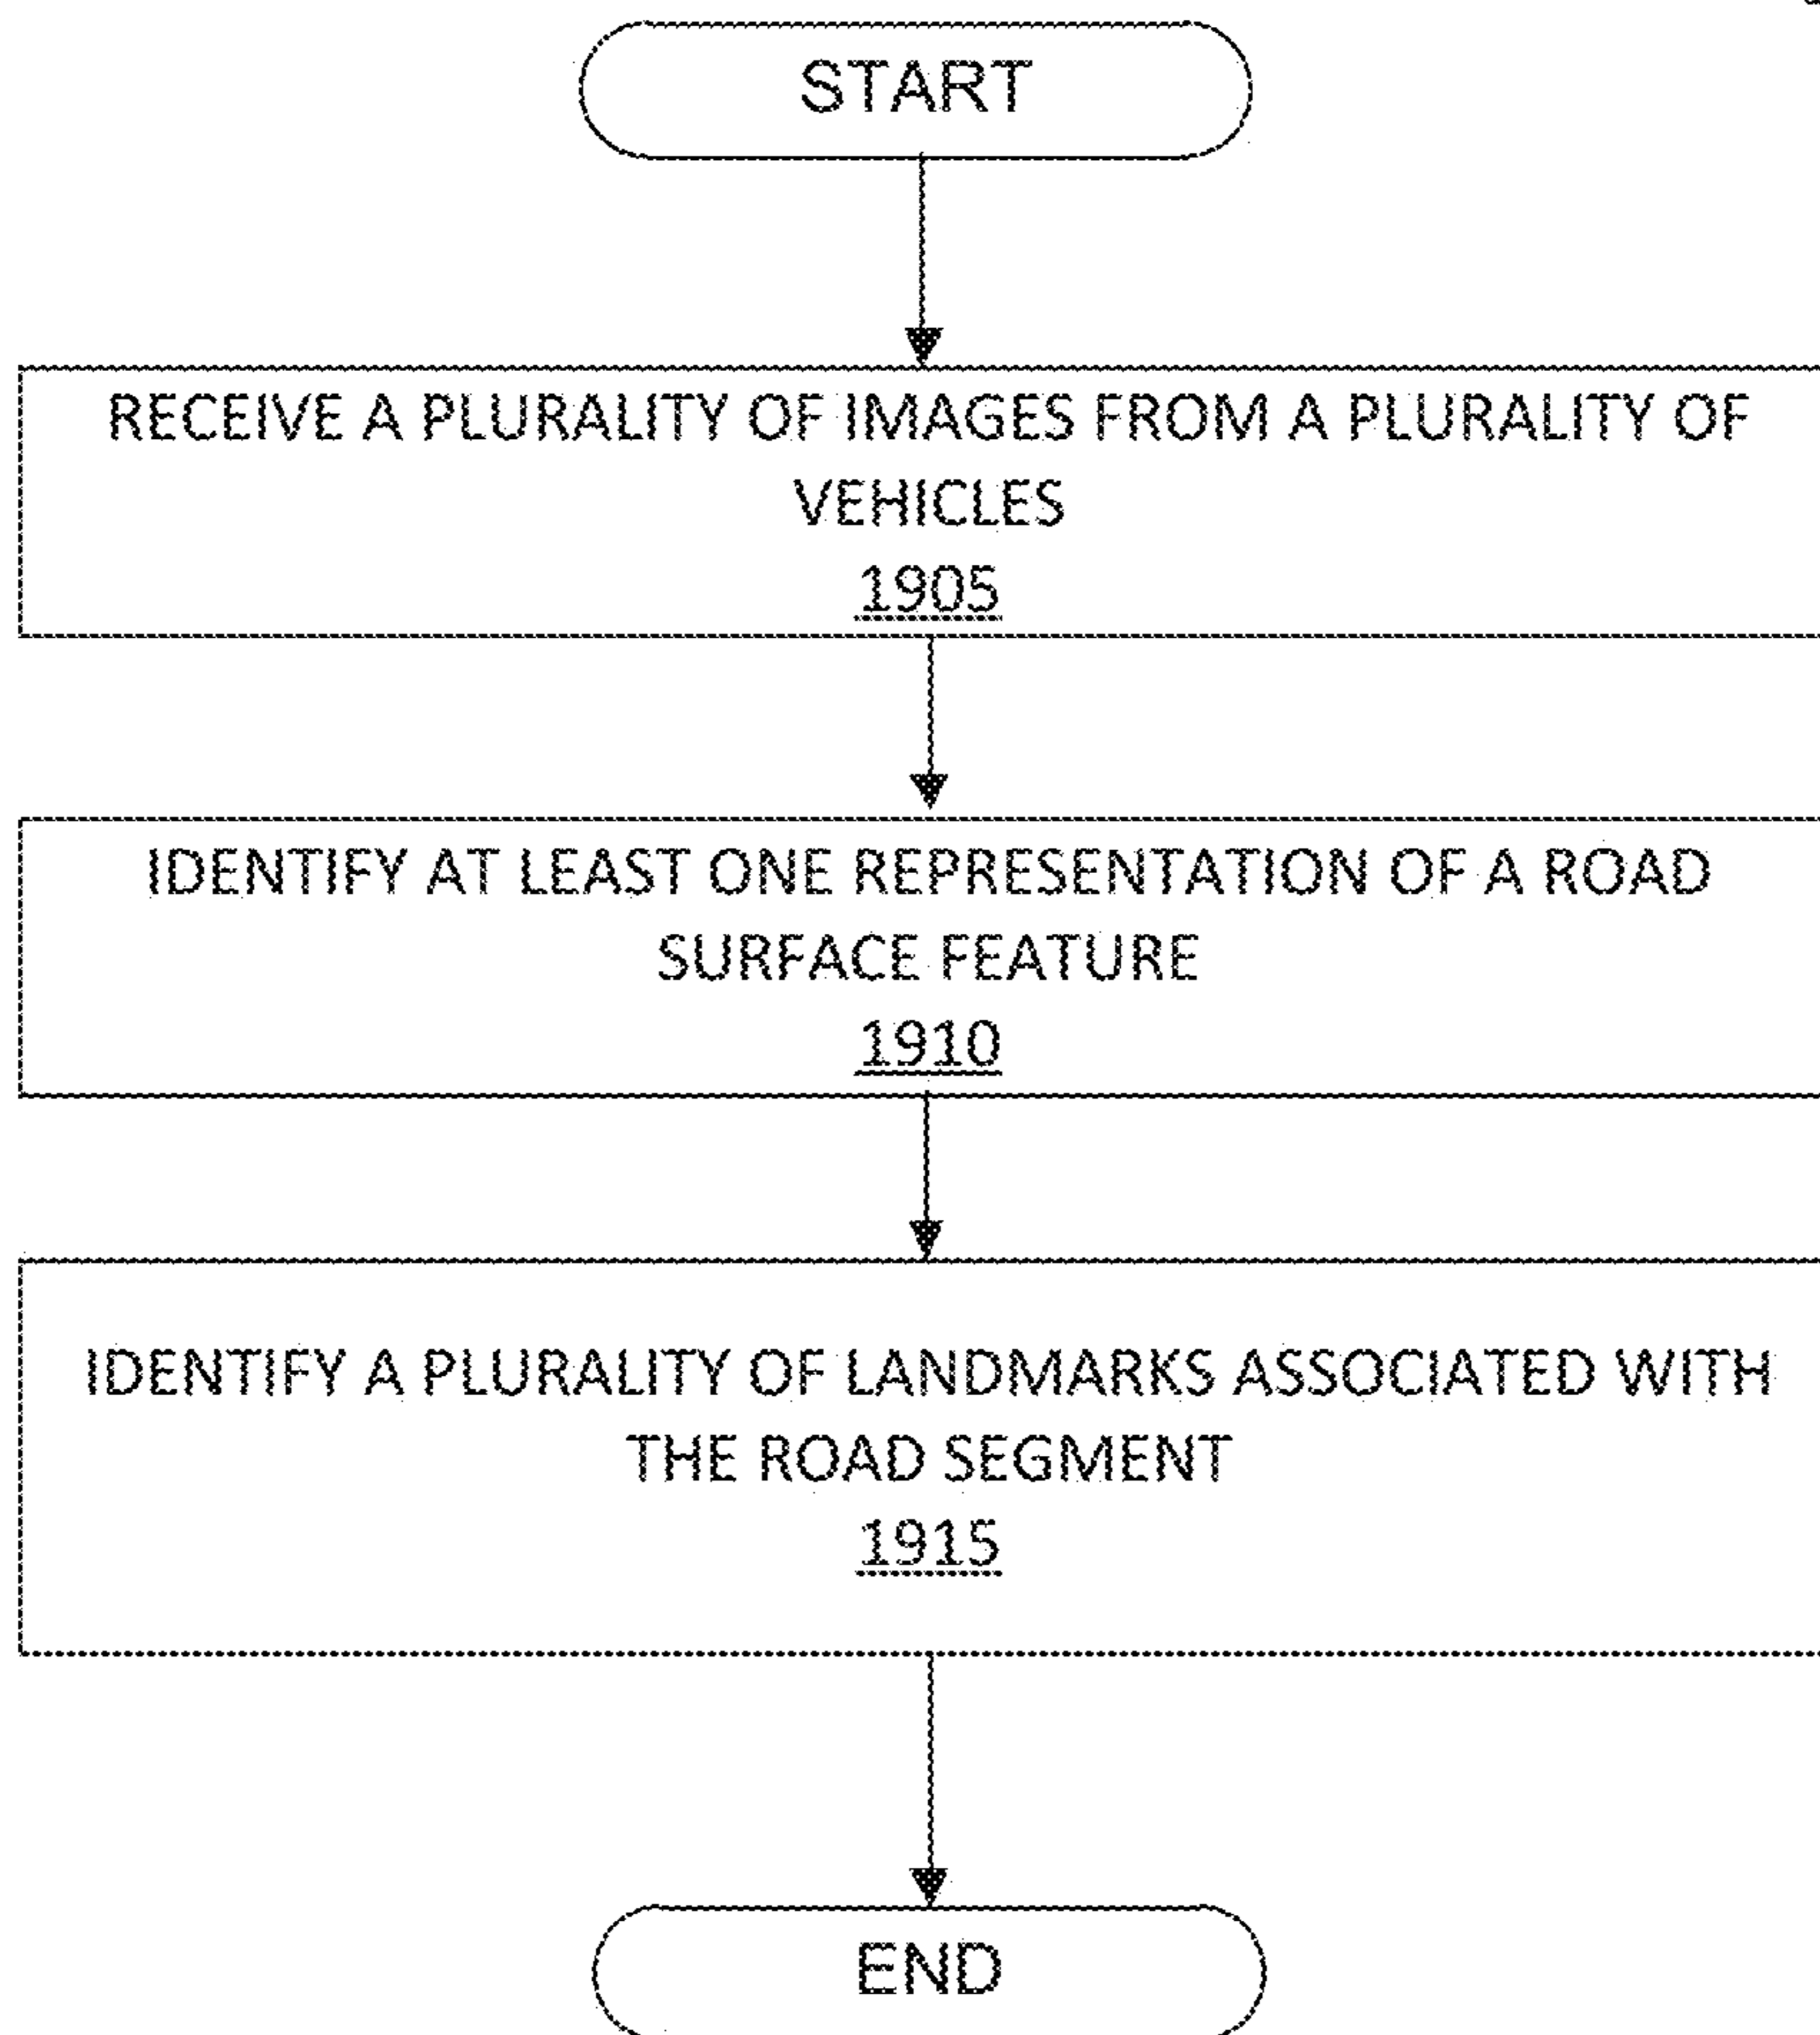 START
RECEIVE A PLURALITY OF IMAGES FROM A PLURALITY OF
VEHICLES
1905
IDENTIFY AT LEAST ONE REPRESENTATION OF A ROAD
SURFACE FEATURE
1910
IDENTIFY A PLURALITY OF LANDMARKS ASSOCIATED WITH
THE ROAD SEGMENT
1915
END